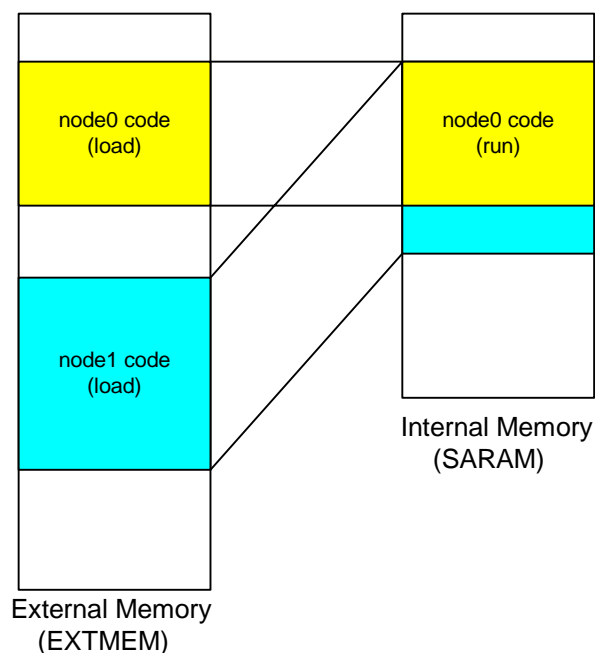 node0 code
(load)
node0 code
(run)
node1 code
(load)
Internal Memory
(SARAM)
External Memory
(EXTMEM)